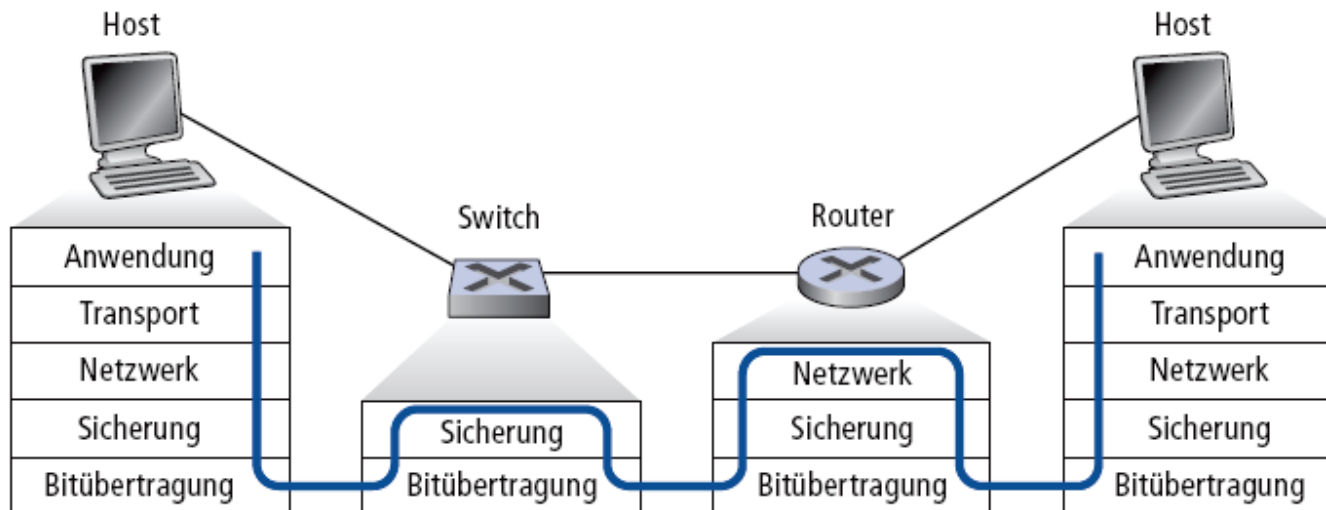 Host
Host
Switch
Router
Anwendung
Transport
Netzwerk
Sicherung
Bitübertragung
Sicherung
Bitübertragung
Netzwerk
Sicherung
Bitübertragung
Anwendung
Transport
Netzwerk
Sicherung
Bitübertragung